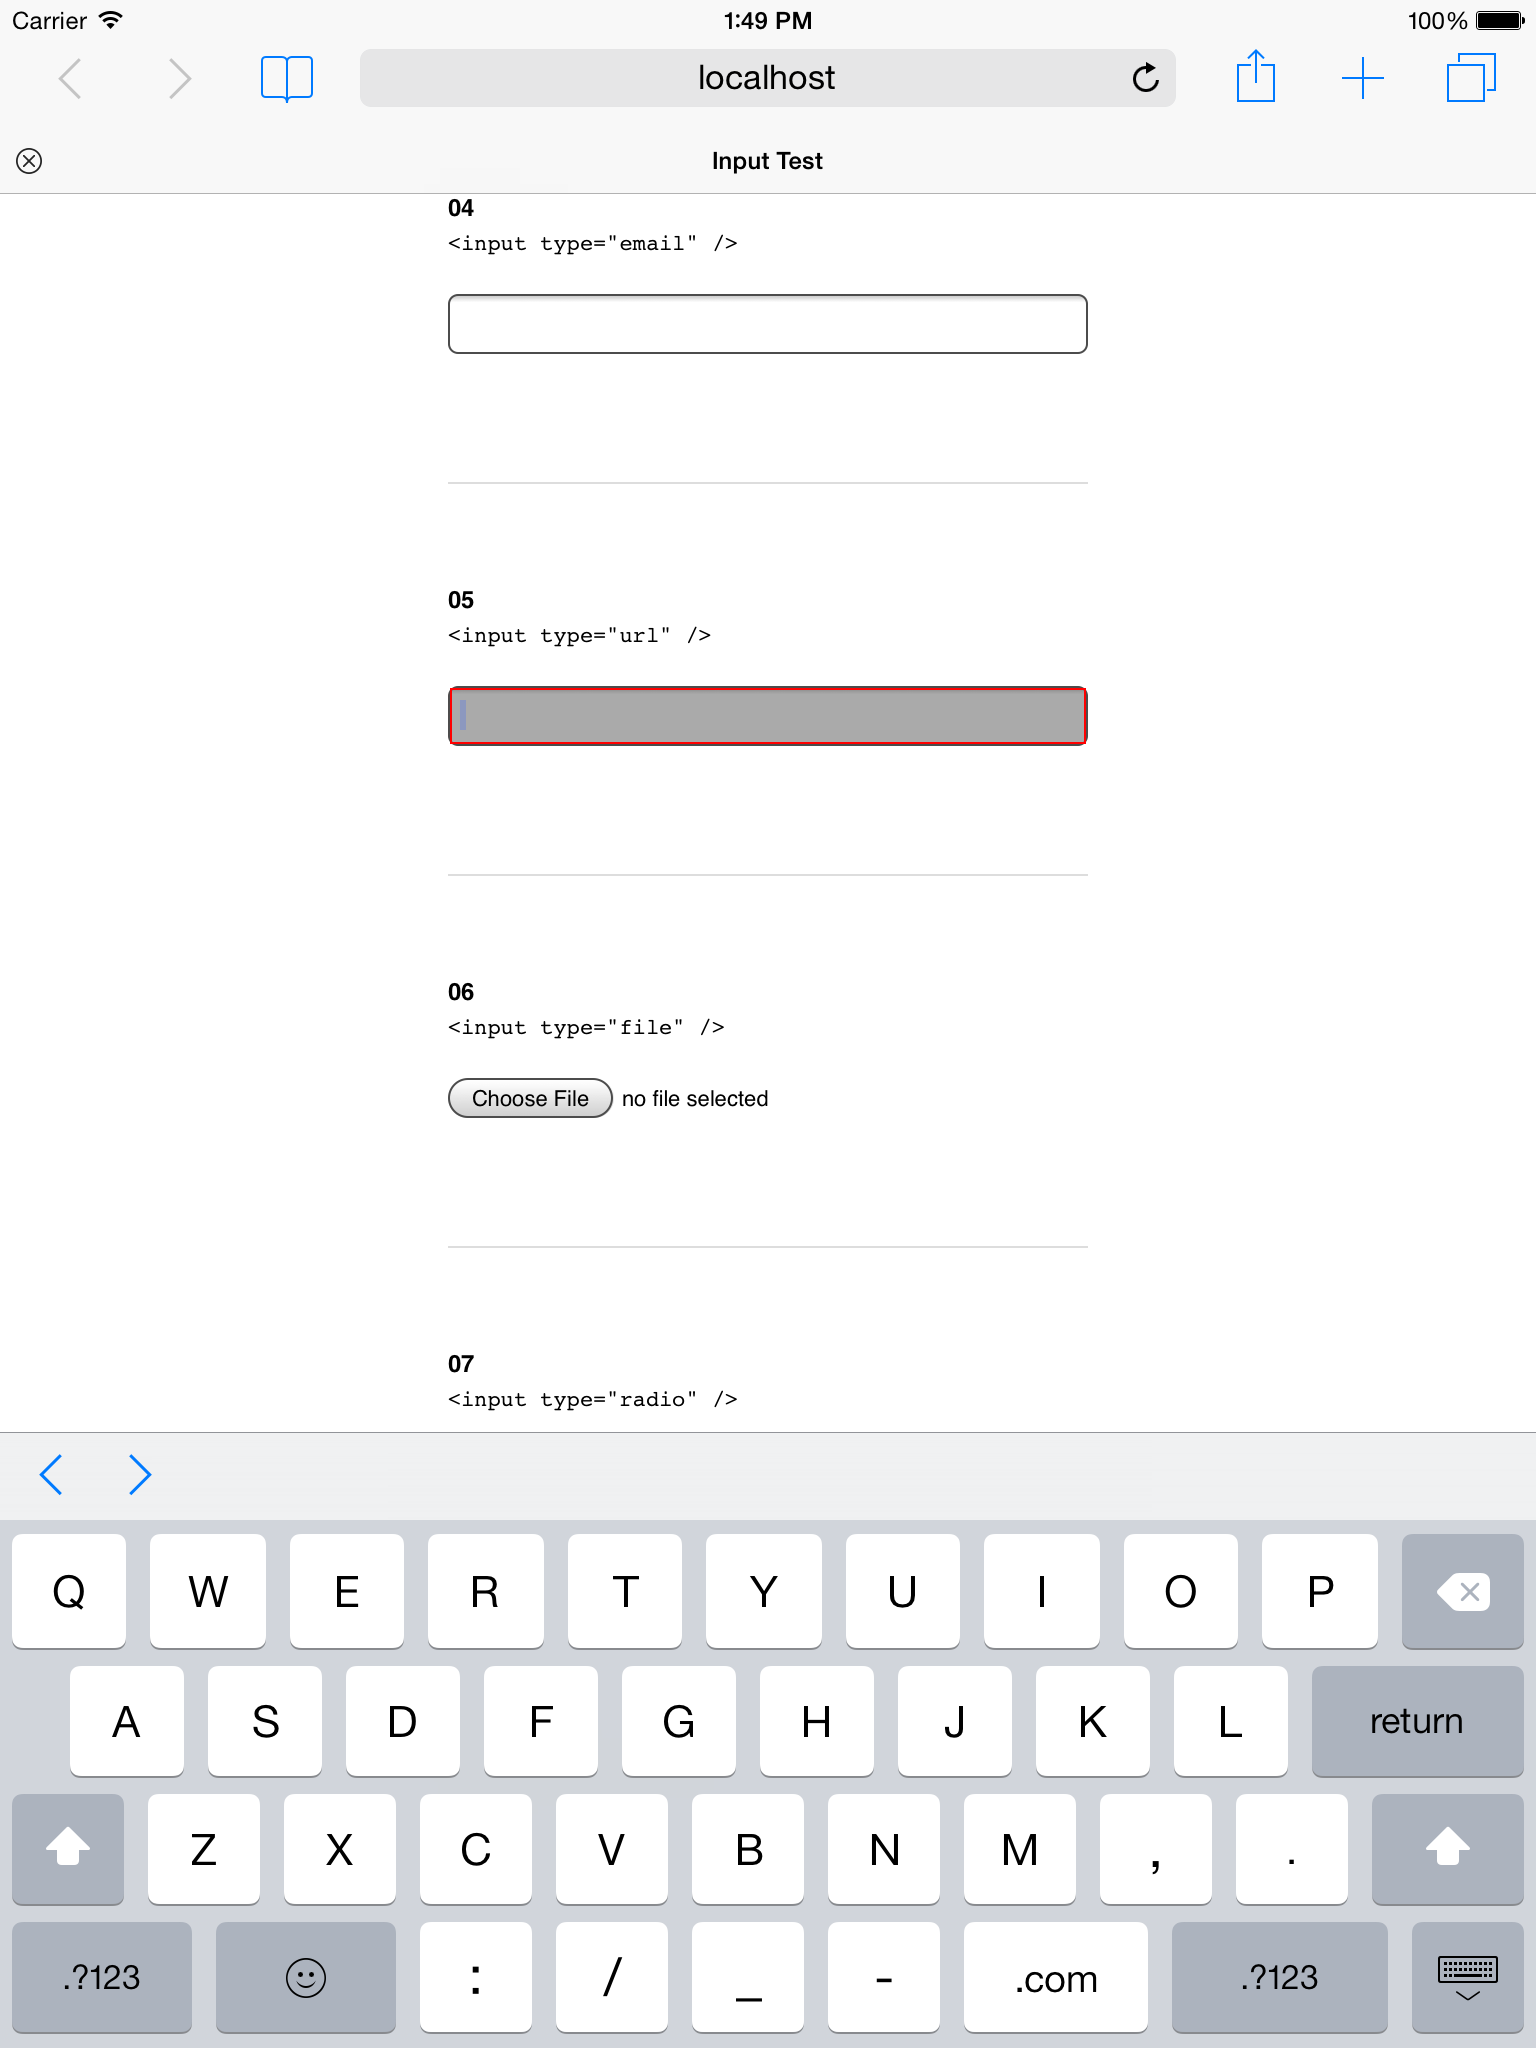 Carrier 1:49 PM 100%
localhost
Input Test
04
<input type="email" />
05
<input type="url" />
06
<input type="file" />
Choose File no file selected
07
<input type="radio" />
Q W E R T Y U I O P
A S D F G H J K L return
Z X C V B N M , .
.?123 : / _ - .com .?123